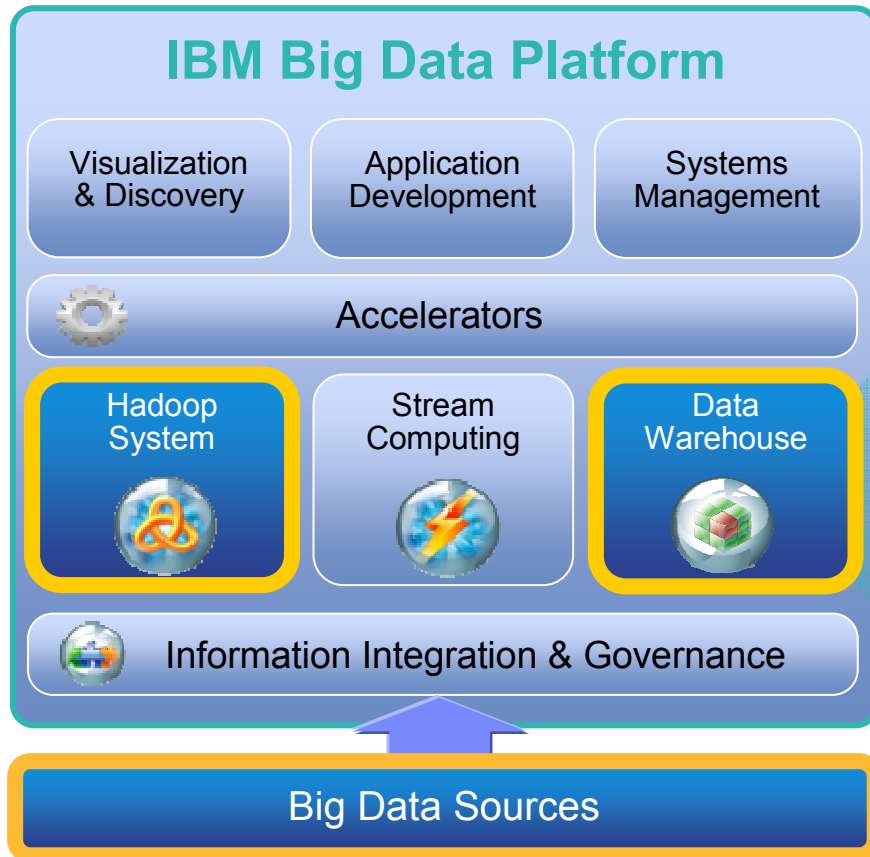 IBM Big Data Platform
Visualization
& Discovery
Application
Development
Systems
Management
Accelerators
Hadoop
System
Stream
Computing
Data
Warehouse
Information Integration & Governance
Big Data Sources